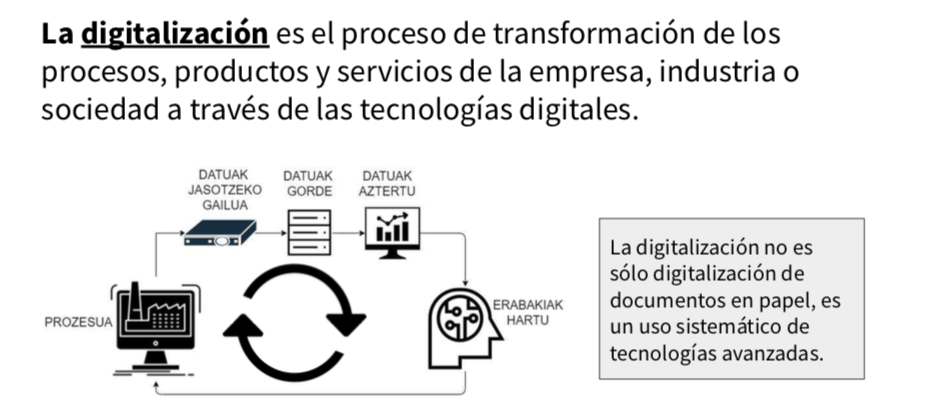 La digitalización es el proceso de transformación de los
procesos, productos y servicios de la empresa, industria o
sociedad a través de las tecnologías digitales.
DATUAK
JASOTZEKO
GAILUA
DATUAK
GORDE
DATUAK
AZTERTU
PROZESUA
ERABAKIAK
HARTU
La digitalización no es
sólo digitalización de
documentos en papel, es
un uso sistemático de
tecnologías avanzadas.